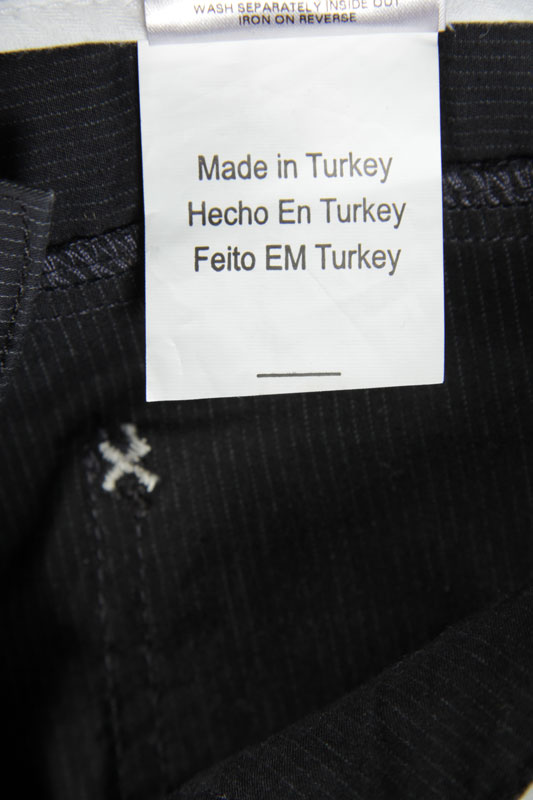 WASH SEPARATELY INSIDE OUT
IRON ON REVERSE
Made in Turkey
Hecho En Turkey
Feito EM Turkey